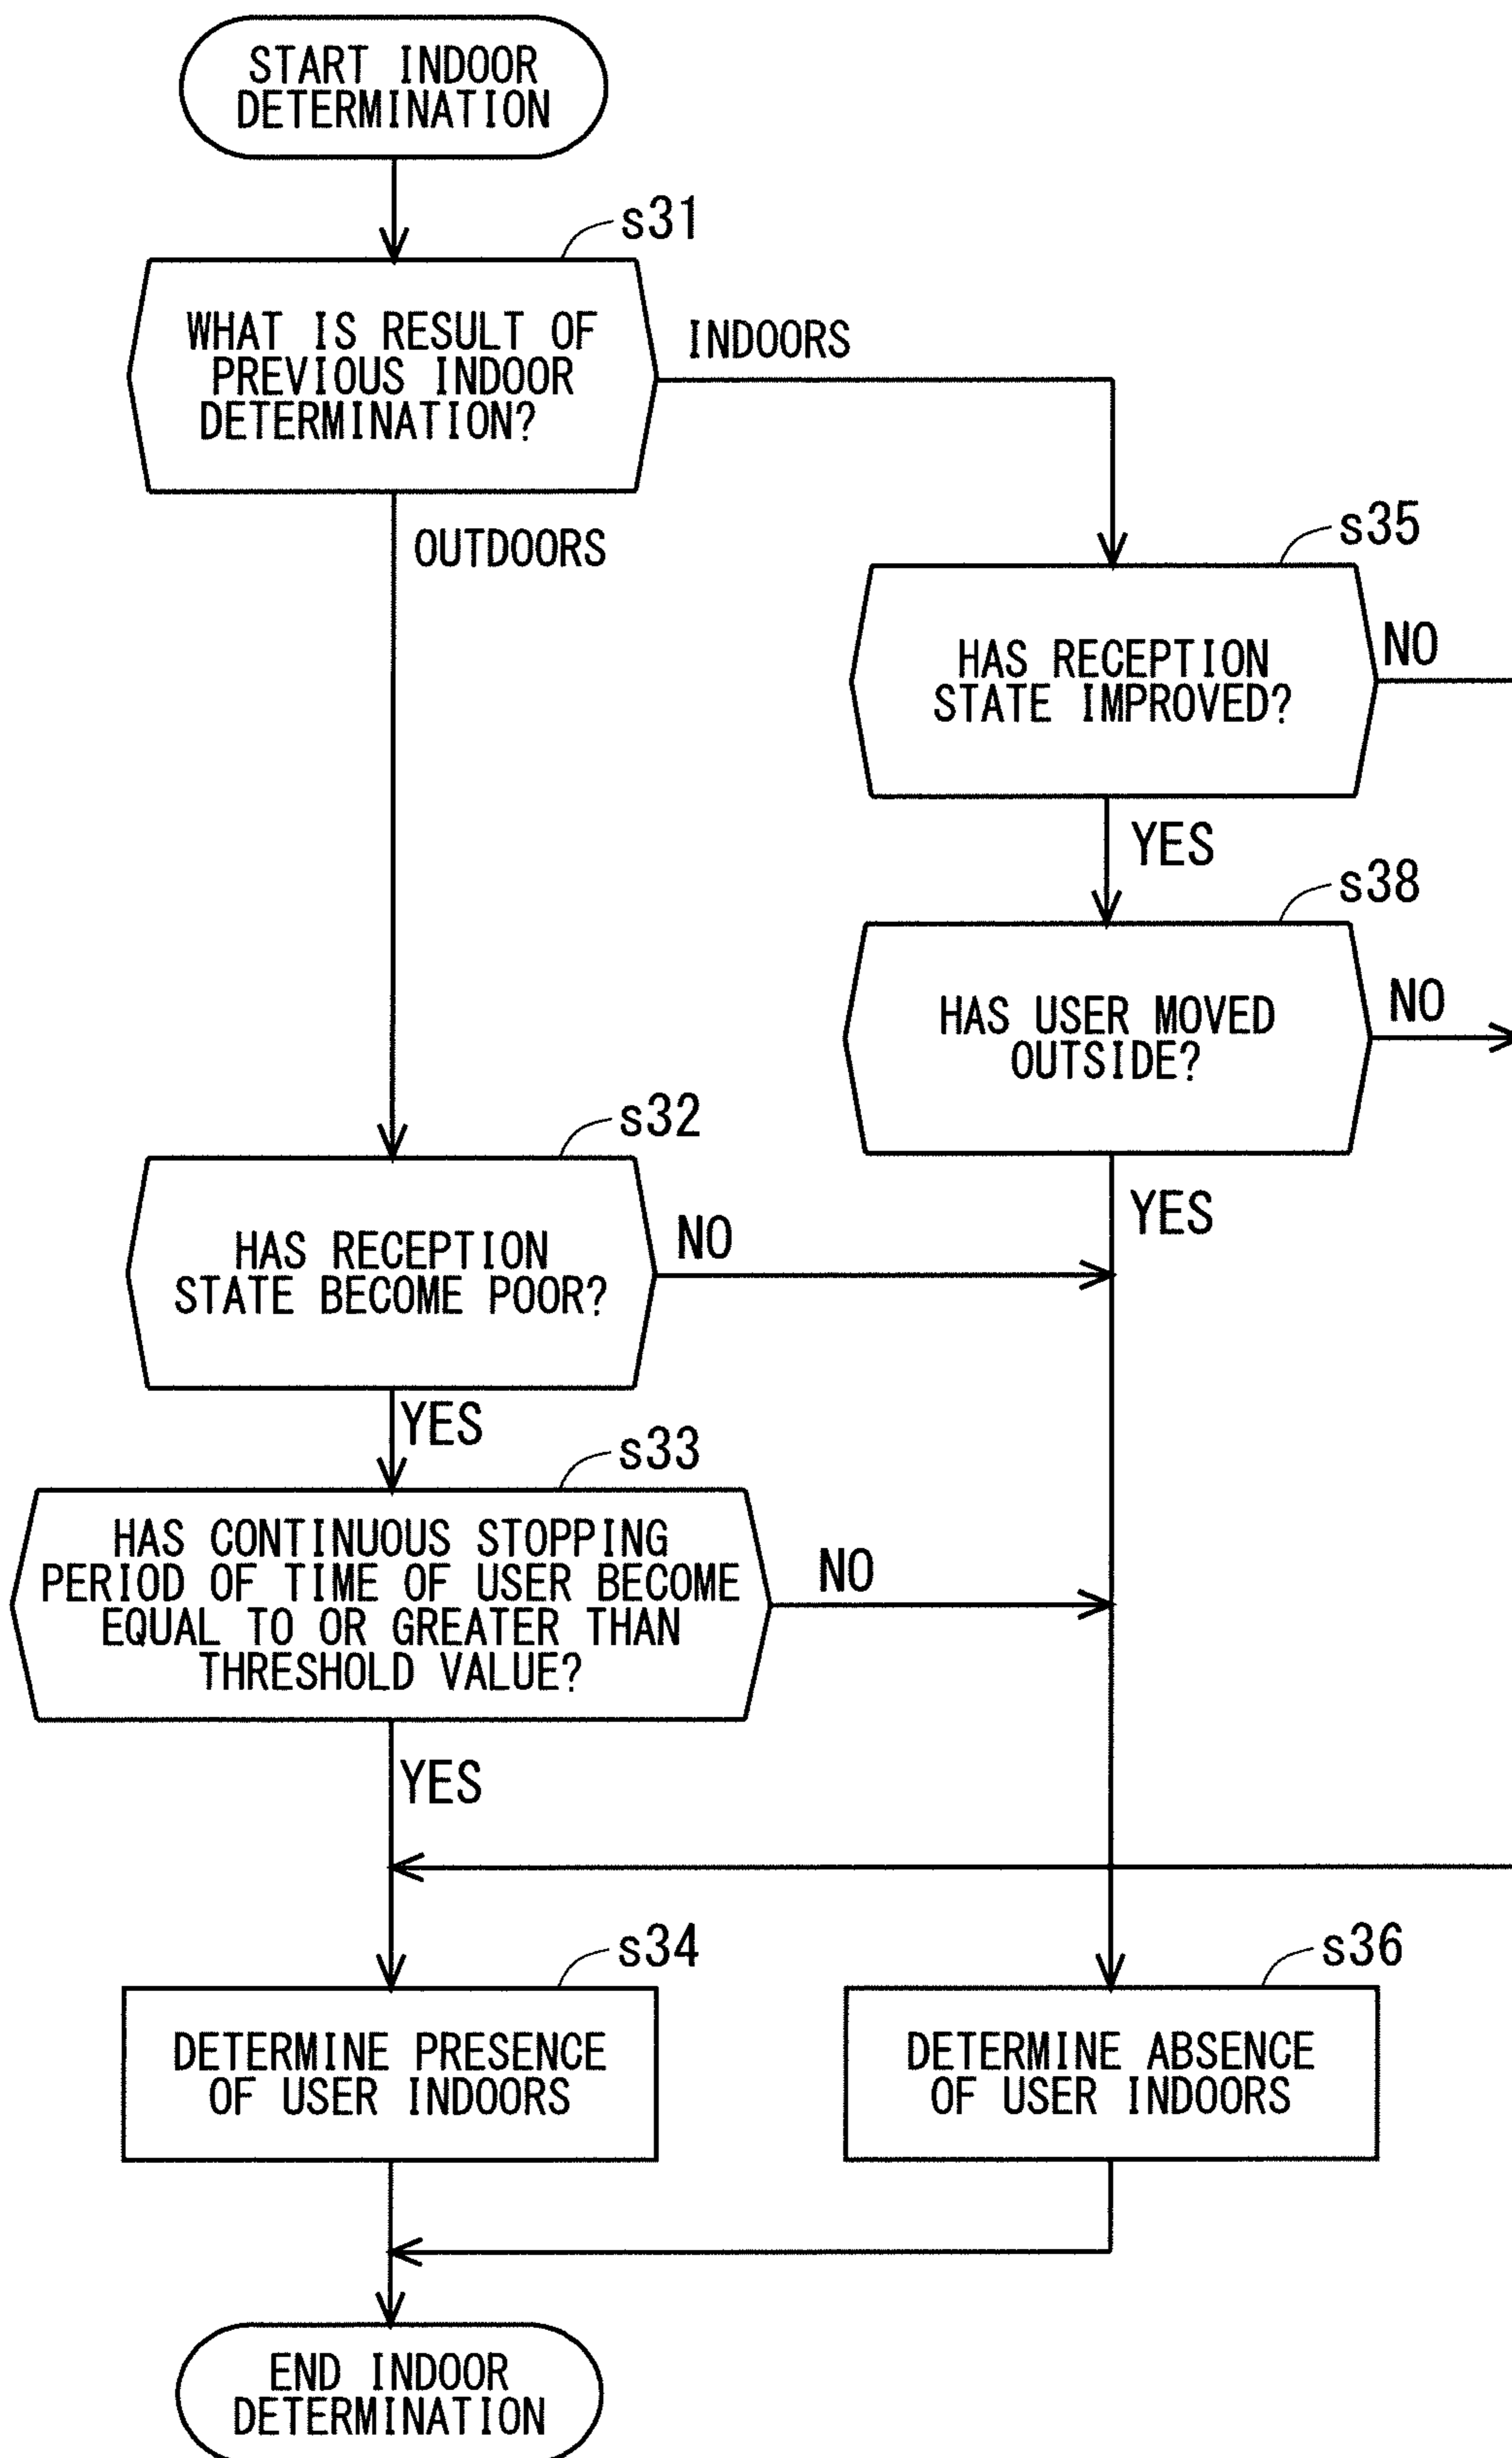 START INDOOR
DETERMINATION
s31
WHAT IS RESULT OF
PREVIOUS INDOOR
DETERMINATION?
INDOORS
OUTDOORS
s35
HAS RECEPTION
STATE IMPROVED?
NO
YES
s38
HAS USER MOVED
OUTSIDE?
NO
YES
s32
HAS RECEPTION
STATE BECOME POOR?
NO
YES
s33
HAS CONTINUOUS STOPPING
PERIOD OF TIME OF USER BECOME
EQUAL TO OR GREATER THAN
THRESHOLD VALUE?
NO
YES
s34
DETERMINE PRESENCE
OF USER INDOORS
s36
DETERMINE ABSENCE
OF USER INDOORS
END INDOOR
DETERMINATION